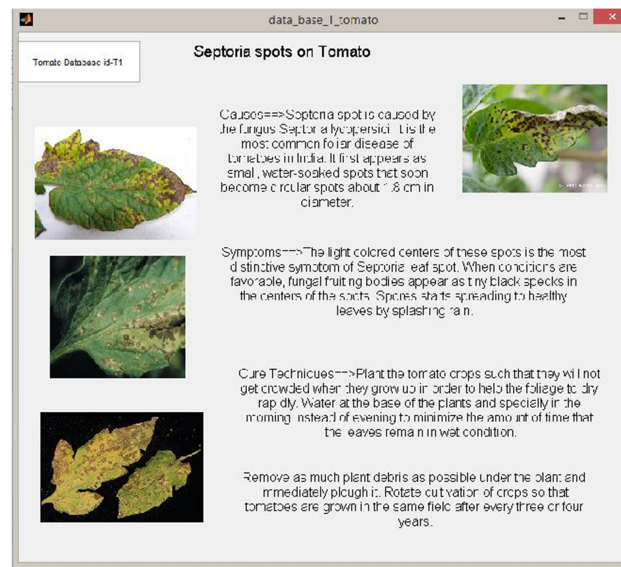 data_base_1_tomato
Tomato Database id-T1
Septoria spots on Tomato
Causes==>Septoria spot is caused by
the fungus Septoria lycopersici. It is the
most common foliar disease of
tomatoes in India. It first appears as
small, water-soaked spots that soon
become circular spots about 1.8 cm in
diameter.
Symptoms==>The light colored centers of these spots is the most
distinctive symptom of Septoria leaf spot. When conditions are
favorable, fungal fruiting bodies appear as tiny black specks in
the centers of the spots. Spores starts spreading to healthy
leaves by splashing rain.
Cure Techniques==>Plant the tomato crops such that they will not
get crowded when they grow up in order to help the foliage to dry
rapidly. Water at the base of the plants and specially in the
morning instead of evening to minimize the amount of time that
the leaves remain in wet condition.
Remove as much plant debris as possible under the plant and
immediately plough it. Rotate cultivation of crops so that
tomatoes are grown in the same field after every three or four
years.